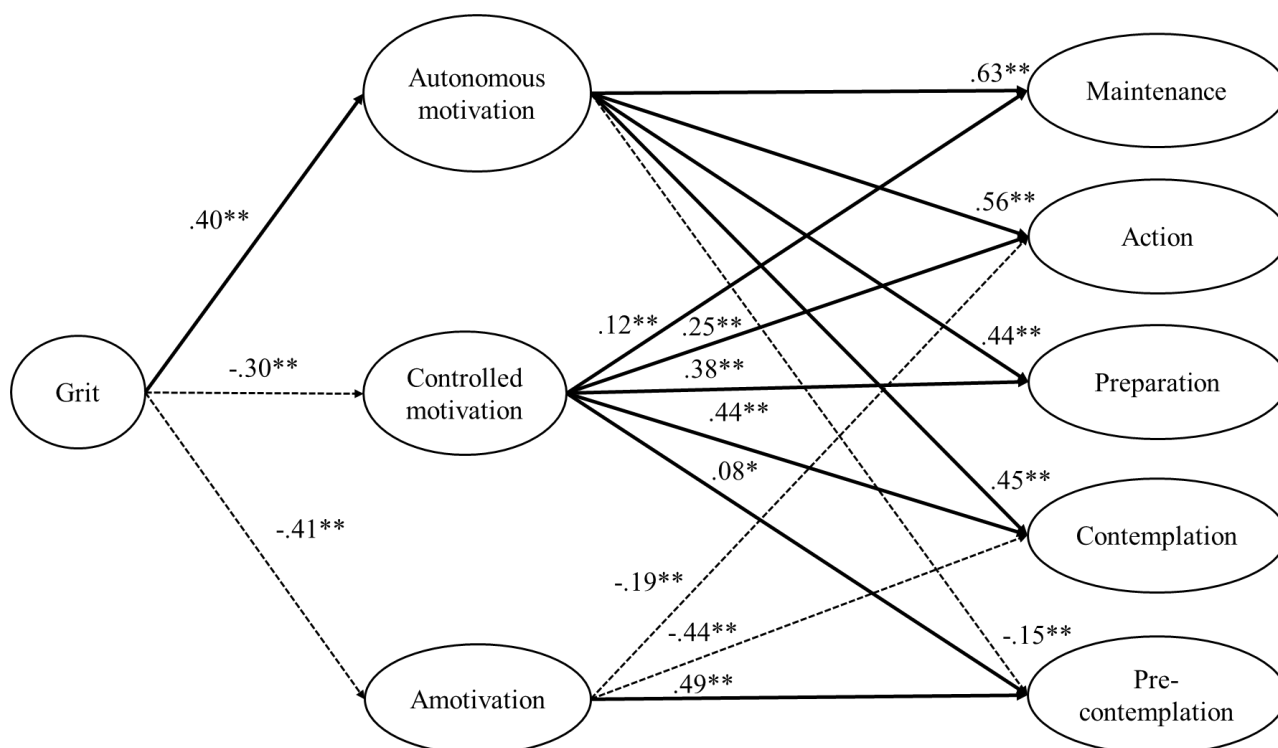 Autonomous
motivation
.63**
Maintenance
.40**
.56**
Action
.12**
.25**
.44**
Preparation
Grit
-.30**
Controlled
motivation
.38**
.44**
.08*
.45**
Contemplation
-.41**
-.19**
-.44**
-.15**
Amotivation
.49**
Pre-
contemplation